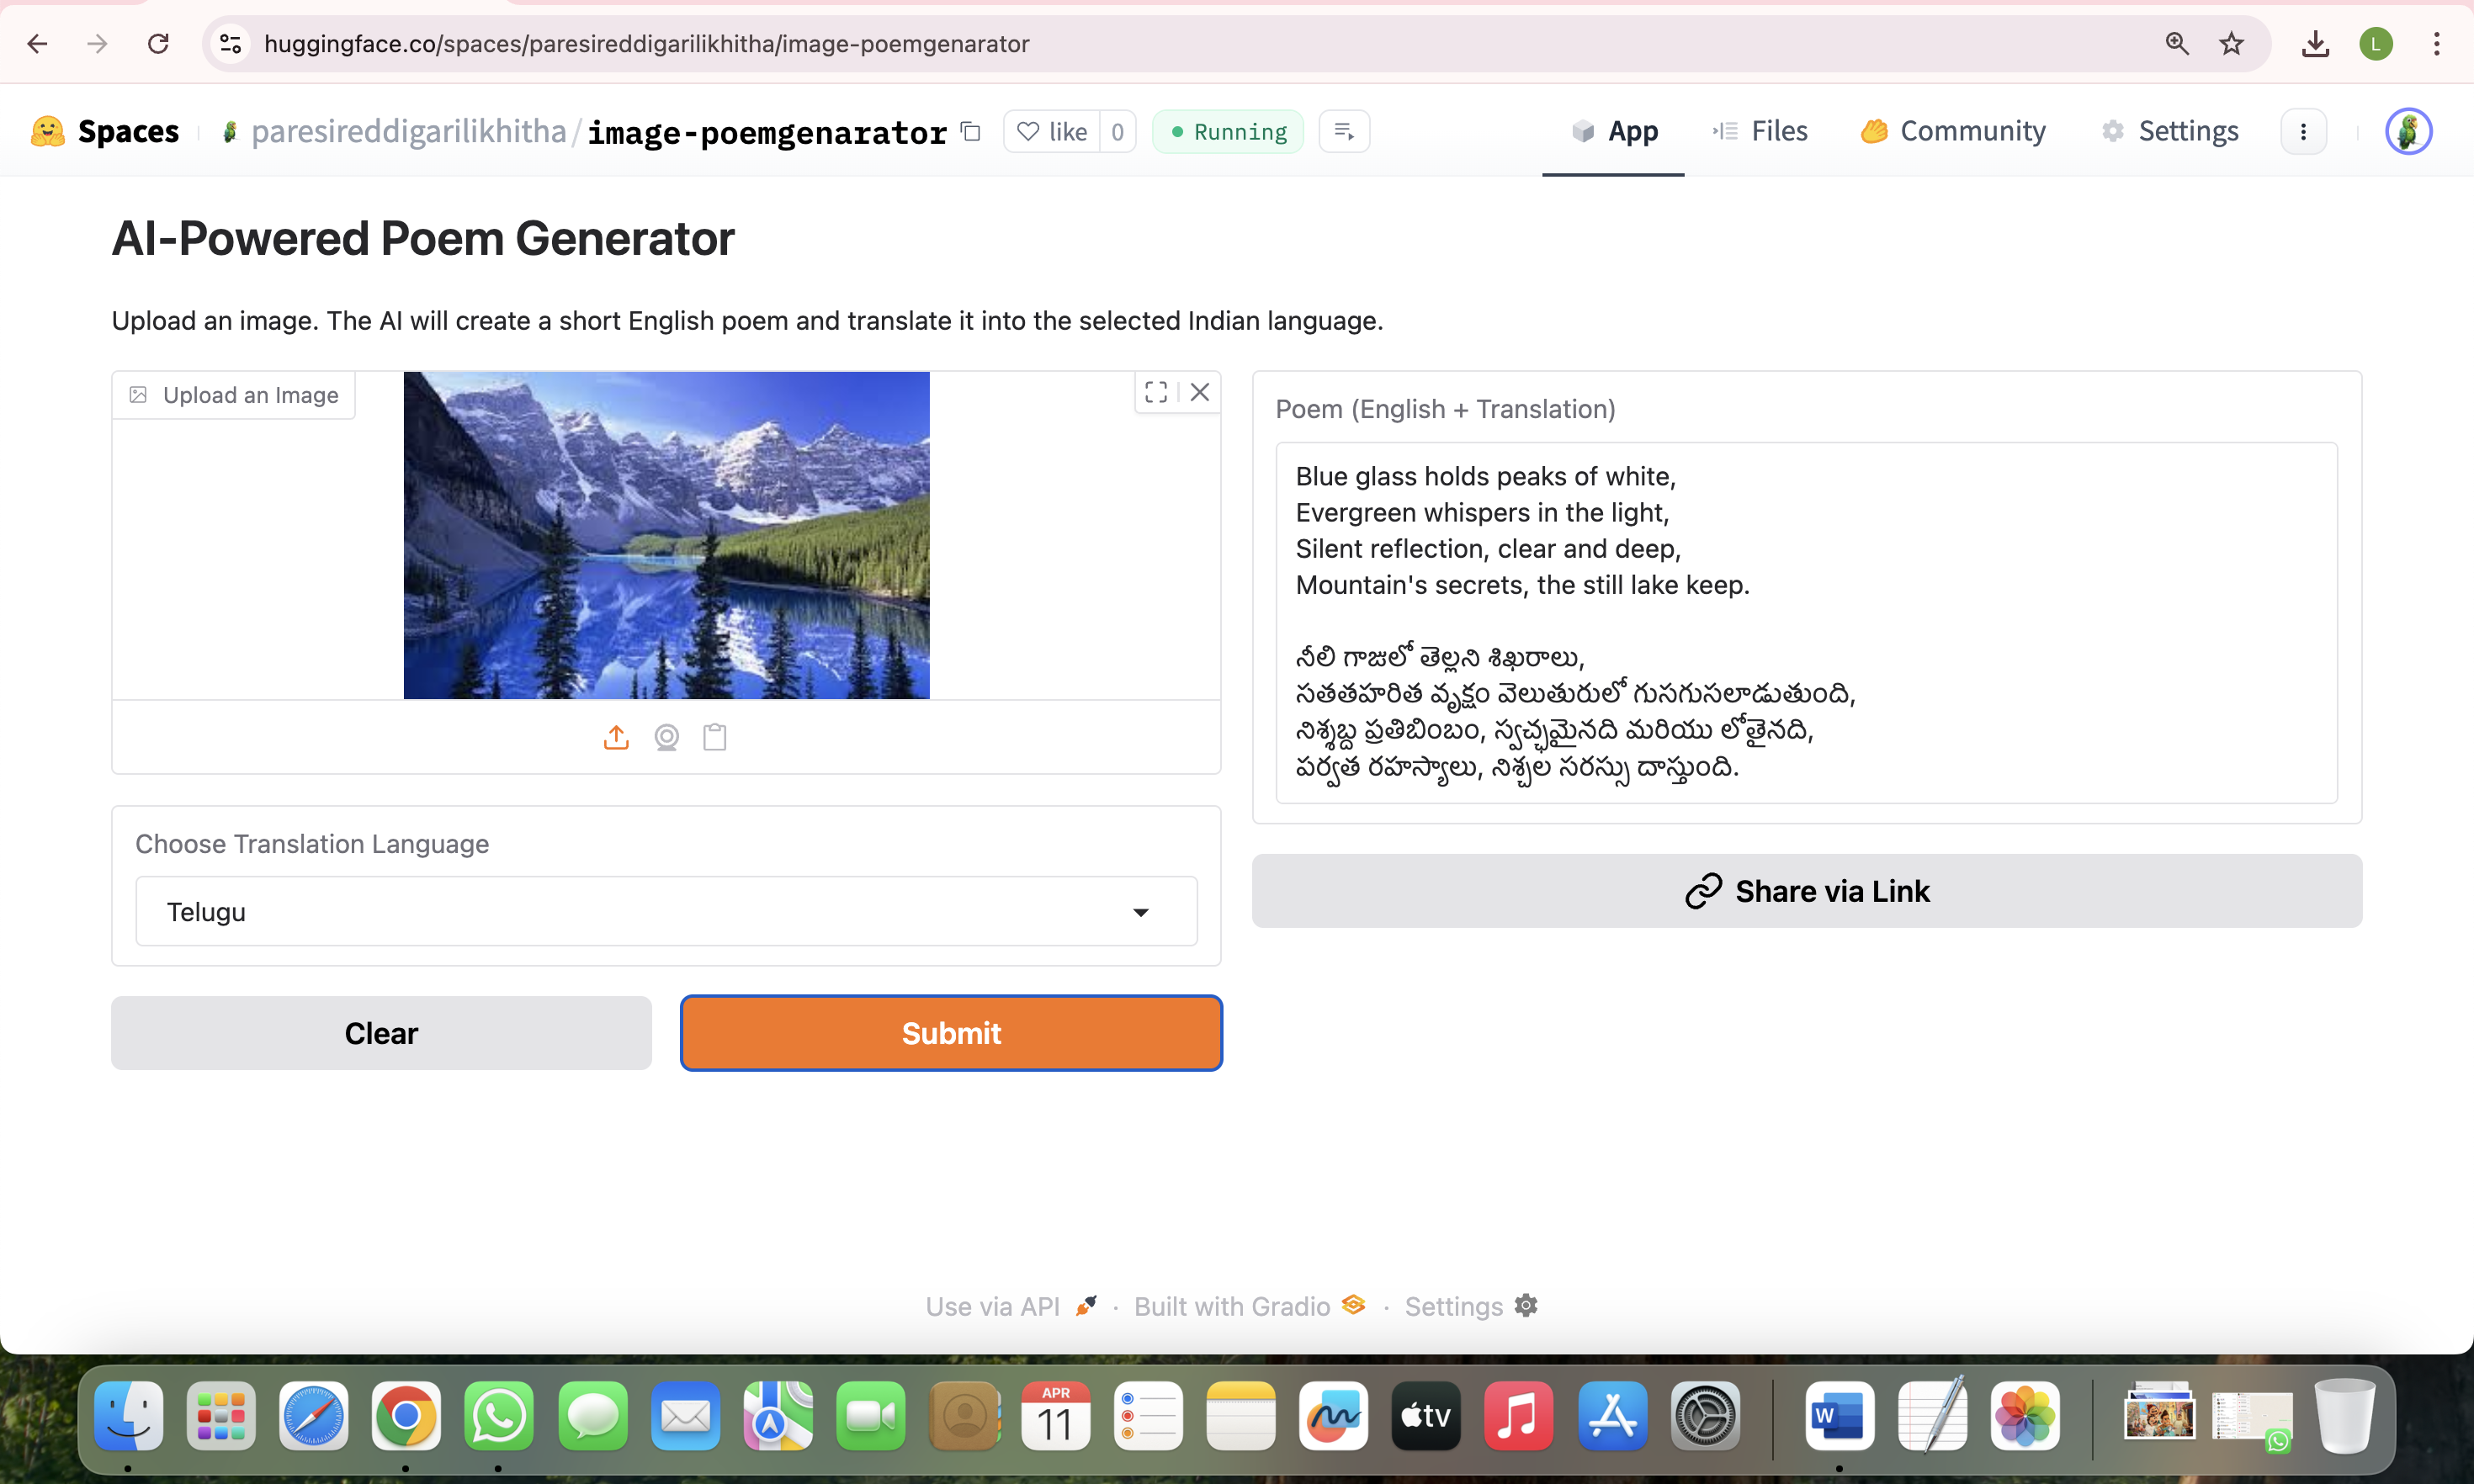 huggingface.co/spaces/paresireddigarilikhitha/image-poemgenarator
L
Spaces
paresireddigarilikhitha/image-poemgenarator
like 0
Running
App
Files
Community
Settings
AI-Powered Poem Generator
Upload an image. The AI will create a short English poem and translate it into the selected Indian language.
Upload an Image
Choose Translation Language
Telugu
Clear
Submit
Poem (English + Translation)
Blue glass holds peaks of white,
Evergreen whispers in the light,
Silent reflection, clear and deep,
Mountain's secrets, the still lake keep.
నీలి గాజులో తెల్లని శిఖరాలు,
సతతహరిత వృక్షం వెలుతురులో గుసగుసలాడుతుంది,
నిశ్శబ్ద ప్రతిబింబం, స్వచ్ఛమైనది మరియు లోతైనది,
పర్వత రహస్యాలు, నిశ్చల సరస్సు దాస్తుంది.
Share via Link
Use via API · Built with Gradio · Settings
APR
11
tv
W